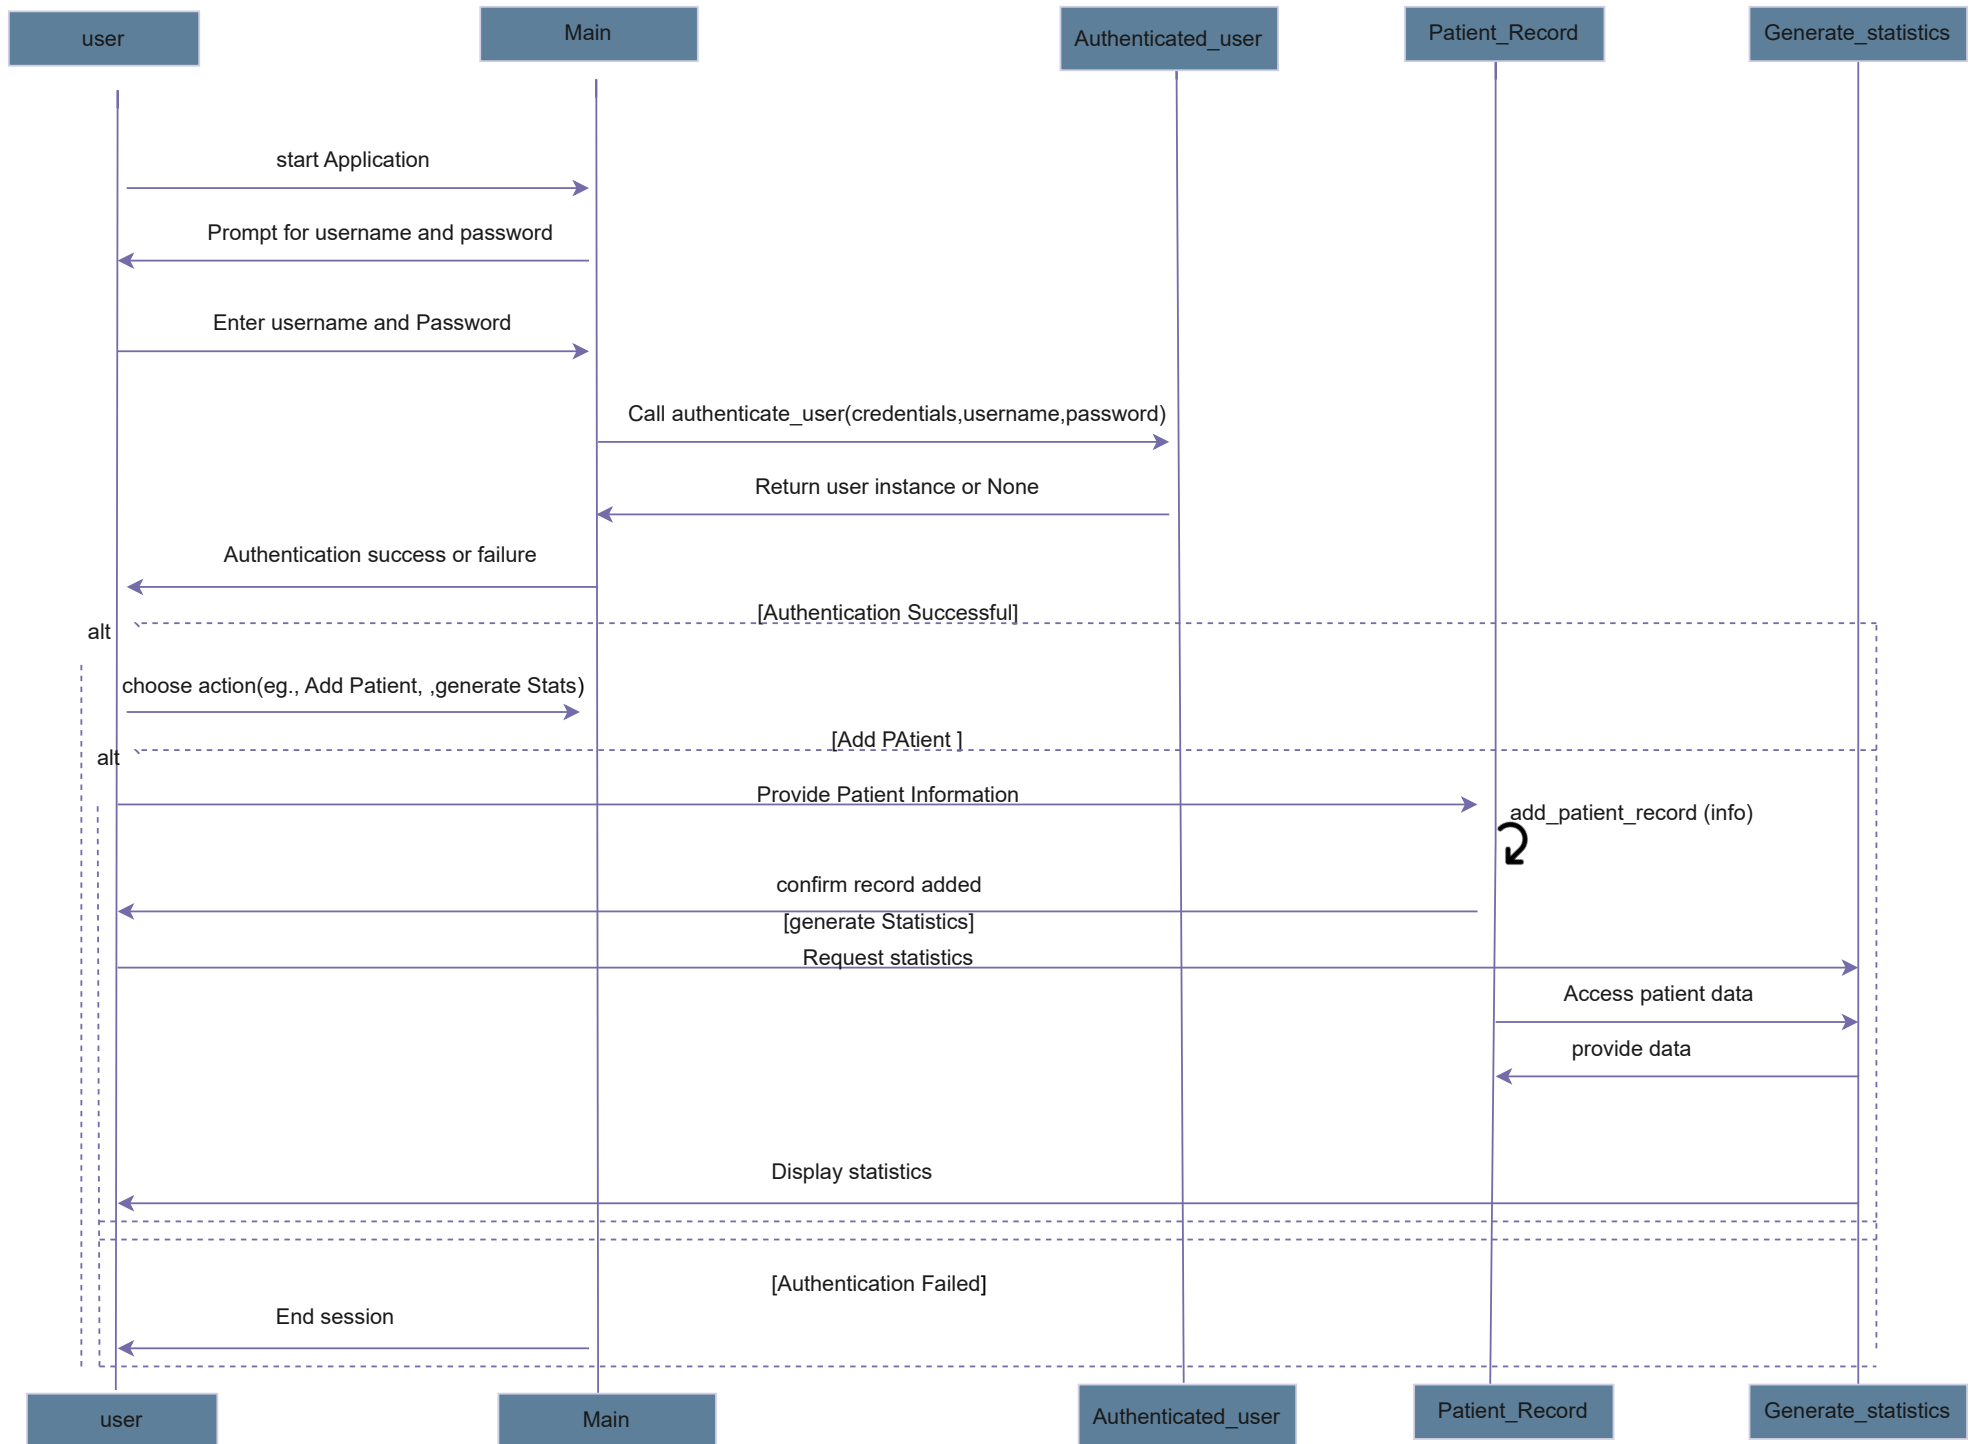 user
Main
Authenticated_user
Patient_Record
Generate_statistics
start Application
Prompt for username and password
Enter username and Password
Call authenticate_user(credentials,username,password)
Return user instance or None
Authentication success or failure
[Authentication Successful]
alt
choose action(eg., Add Patient, ,generate Stats)
[Add PAtient ]
alt
Provide Patient Information
add_patient_record (info)
confirm record added
[generate Statistics]
Request statistics
Access patient data
provide data
Display statistics
[Authentication Failed]
End session
user
Main
Authenticated_user
Patient_Record
Generate_statistics